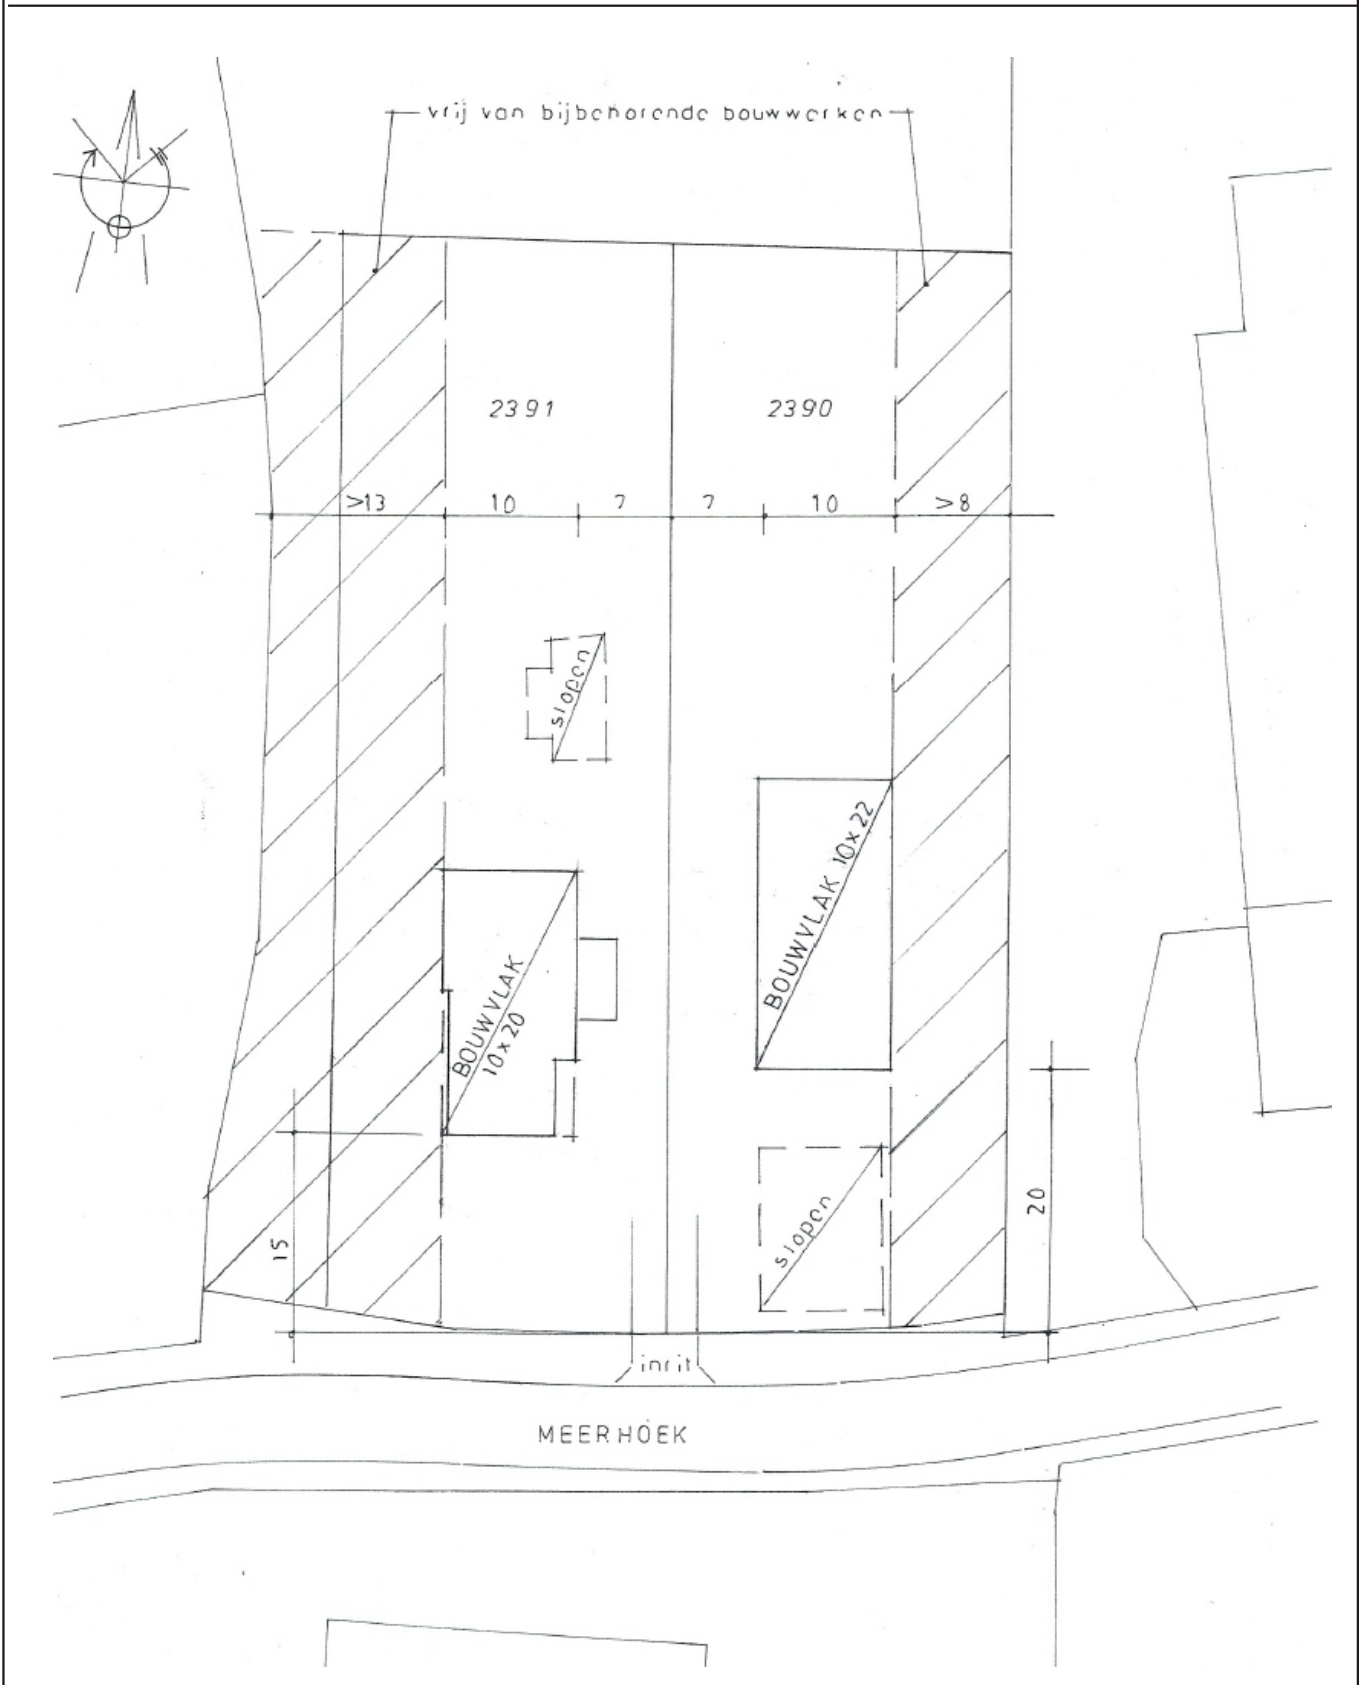 vrij van bijbehorende bouwwerken
2391
2390
>13
10
7
7
10
>8
slopen
BOUWVLAK 10x22
BOUWVLAK
10x20
slopen
20
15
inrit
MEERHOEK